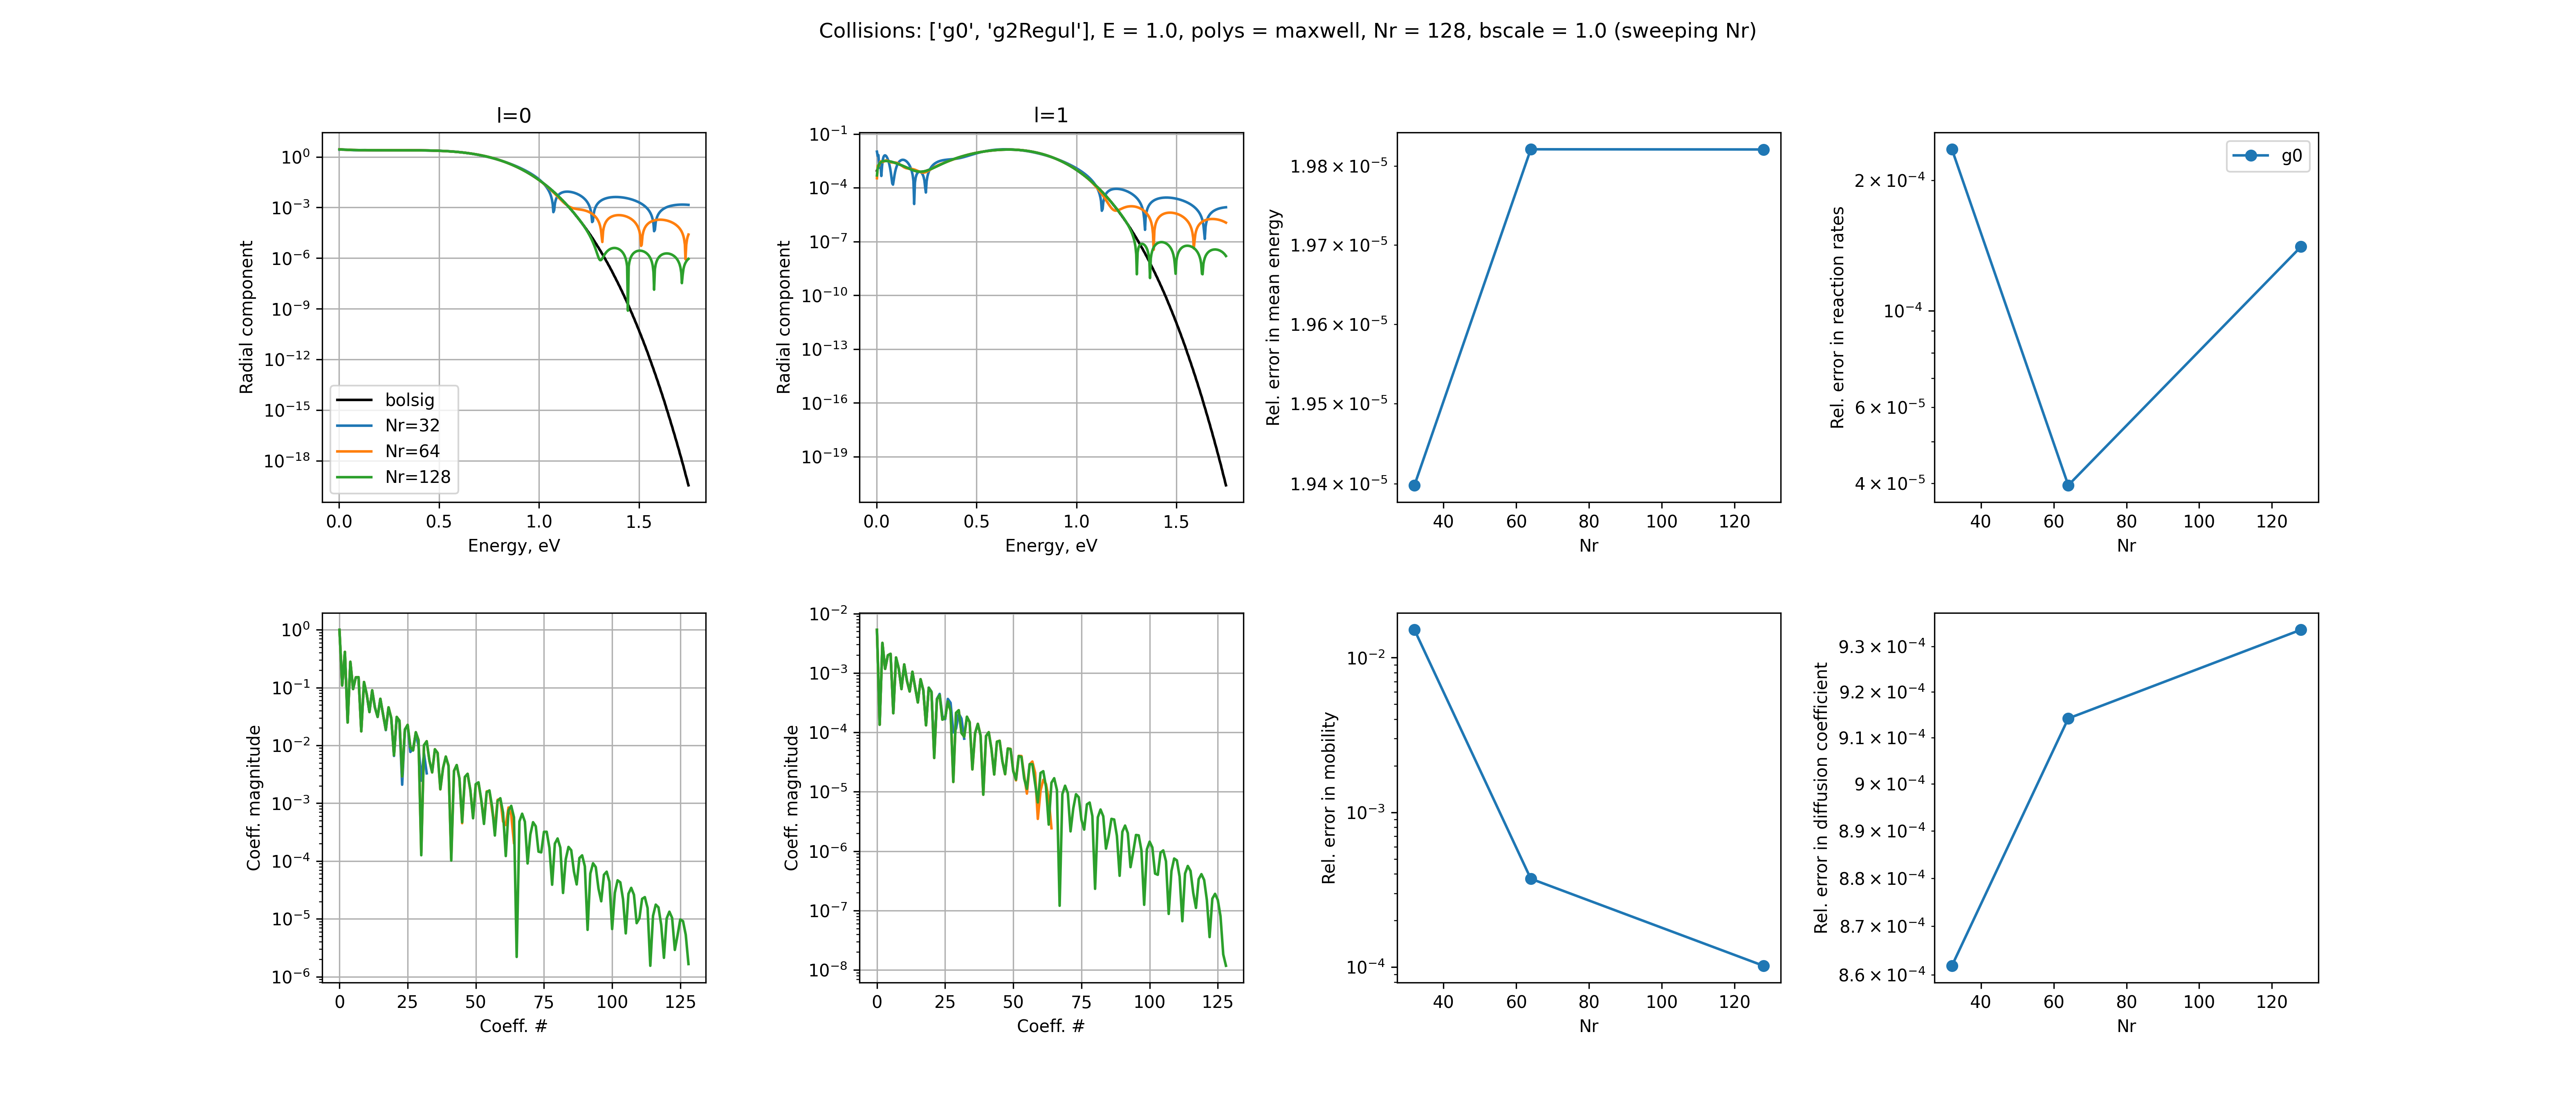 Collisions: ['g0', 'g2Regul'], E = 1.0, polys = maxwell, Nr = 128, bscale = 1.0 (sweeping Nr)
l=0
Radial component
10⁰
10⁻³
10⁻⁶
10⁻⁹
10⁻¹²
10⁻¹⁵
10⁻¹⁸
bolsig
Nr=32
Nr=64
Nr=128
0.0 0.5 1.0 1.5
Energy, eV
l=1
Radial component
10⁻¹
10⁻⁴
10⁻⁷
10⁻¹⁰
10⁻¹³
10⁻¹⁶
10⁻¹⁹
0.0 0.5 1.0 1.5
Energy, eV
Rel. error in mean energy
1.98 × 10⁻⁵
1.97 × 10⁻⁵
1.96 × 10⁻⁵
1.95 × 10⁻⁵
1.94 × 10⁻⁵
40 60 80 100 120
Nr
Rel. error in reaction rates
2 × 10⁻⁴
10⁻⁴
6 × 10⁻⁵
4 × 10⁻⁵
g0
40 60 80 100 120
Nr
Coeff. magnitude
10⁰
10⁻¹
10⁻²
10⁻³
10⁻⁴
10⁻⁵
10⁻⁶
0 25 50 75 100 125
Coeff. #
Coeff. magnitude
10⁻²
10⁻³
10⁻⁴
10⁻⁵
10⁻⁶
10⁻⁷
10⁻⁸
0 25 50 75 100 125
Coeff. #
Rel. error in mobility
10⁻²
10⁻³
10⁻⁴
40 60 80 100 120
Nr
Rel. error in diffusion coefficient
9.3 × 10⁻⁴
9.2 × 10⁻⁴
9.1 × 10⁻⁴
9 × 10⁻⁴
8.9 × 10⁻⁴
8.8 × 10⁻⁴
8.7 × 10⁻⁴
8.6 × 10⁻⁴
40 60 80 100 120
Nr